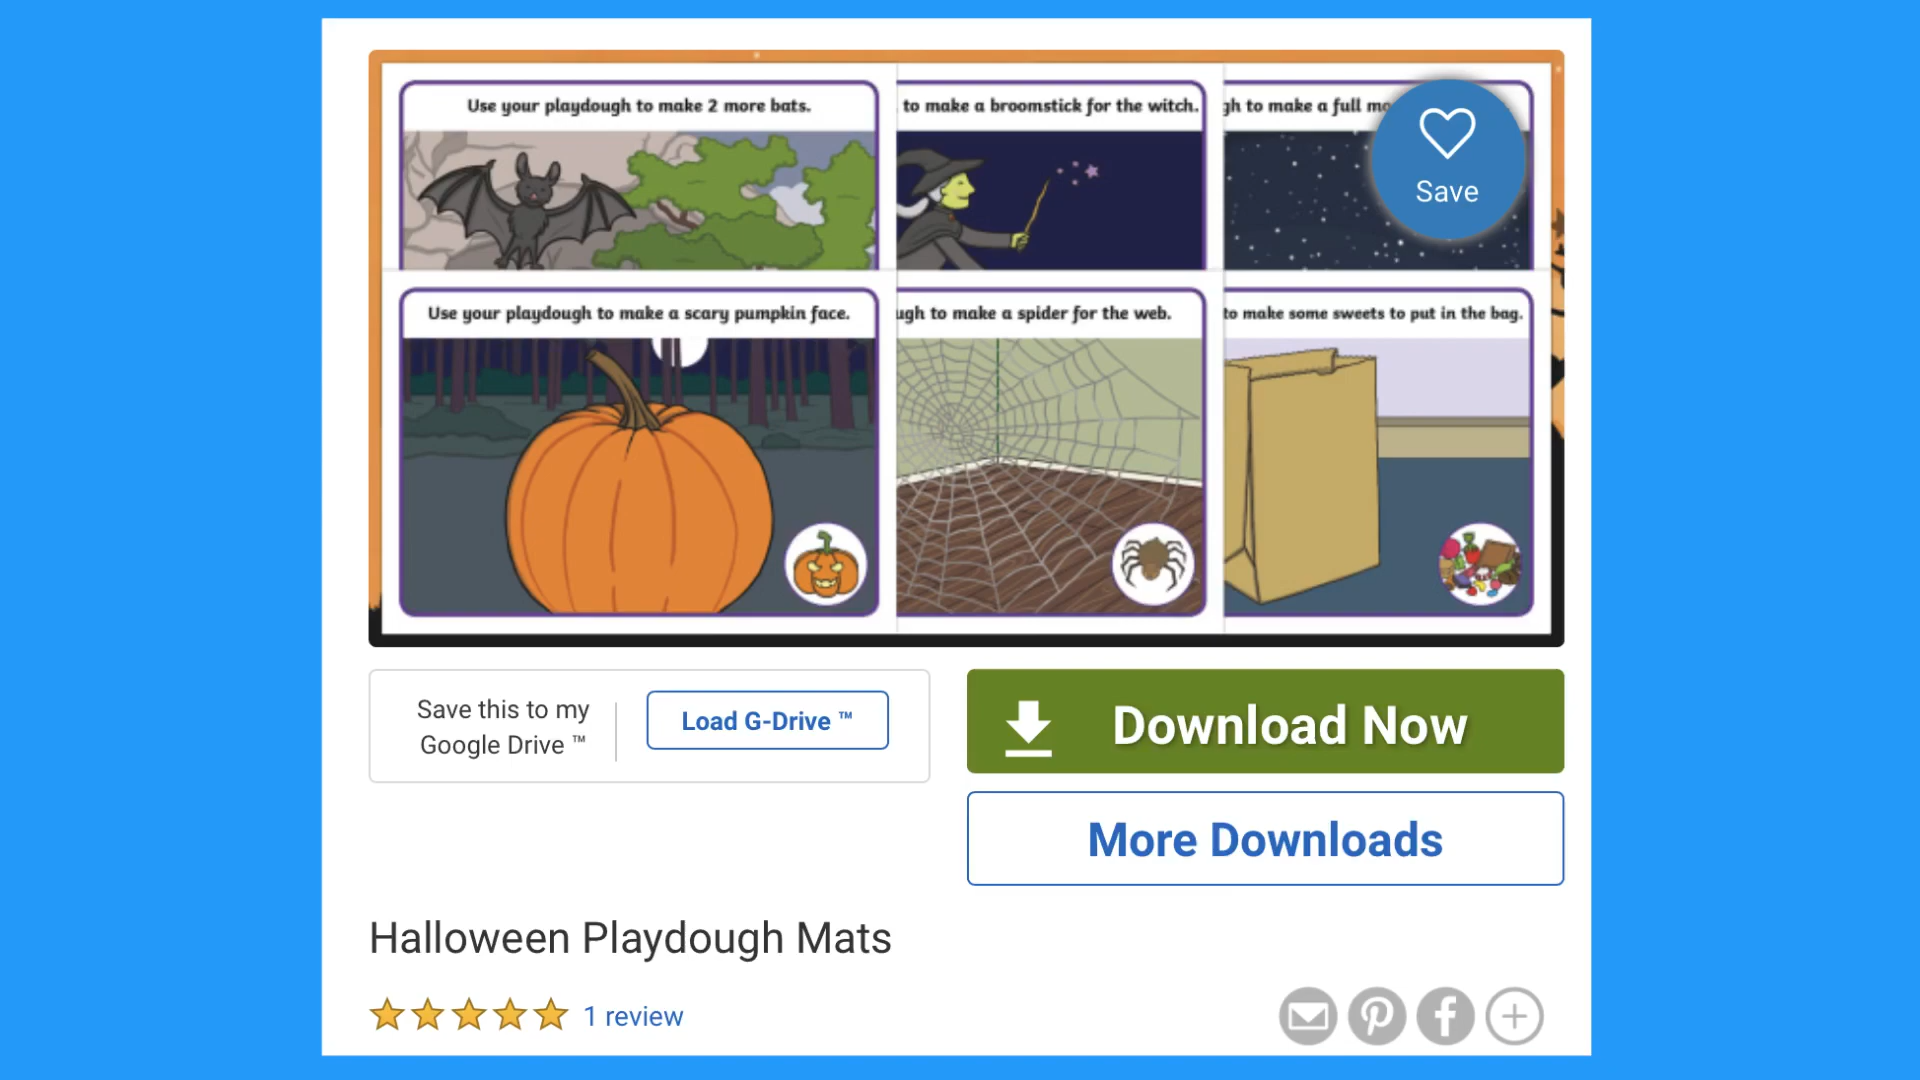 Use your playdough to make 2 more bats.
to make a broomstick for the witch.
to make a full
Save
Use your playdough to make a scary pumpkin face.
to make a spider for the web.
to make some sweets to put in the bag.
Save this to my
Google Drive ™
Load G-Drive ™
Download Now
More Downloads
Halloween Playdough Mats
1 review